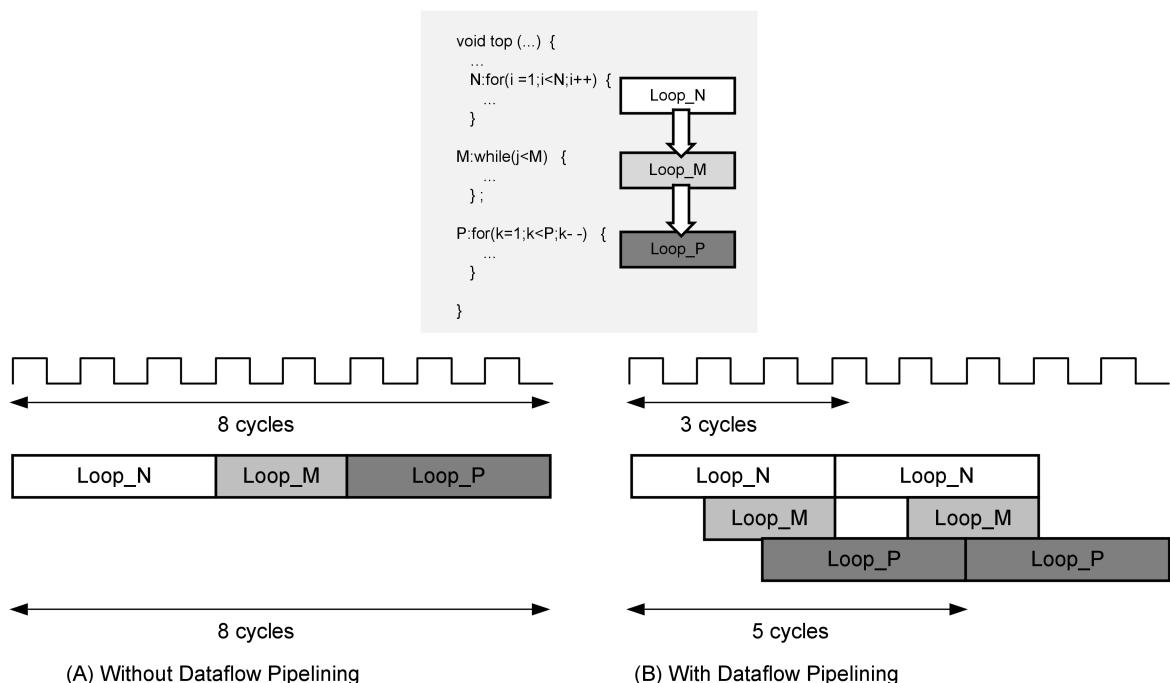 void top (...) {
...
N:for(i =1;i<N;i++) {
...
}
M:while(j<M) {
...
} ;
P:for(k=1;k<P;k- -) {
...
}
}
Loop_N
Loop_M
Loop_P
8 cycles
Loop_N Loop_M Loop_P
8 cycles
(A) Without Dataflow Pipelining
3 cycles
Loop_N Loop_N
Loop_M Loop_M
Loop_P Loop_P
5 cycles
(B) With Dataflow Pipelining